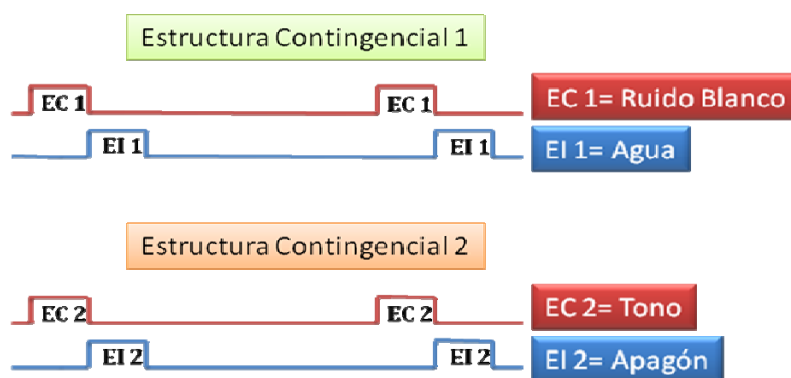 Estructura Contingencial 1
EC 1 EC 1 EC 1= Ruido Blanco
EI 1 EI 1 EI 1= Agua
Estructura Contingencial 2
EC 2 EC 2 EC 2= Tono
EI 2 EI 2 EI 2= Apagón